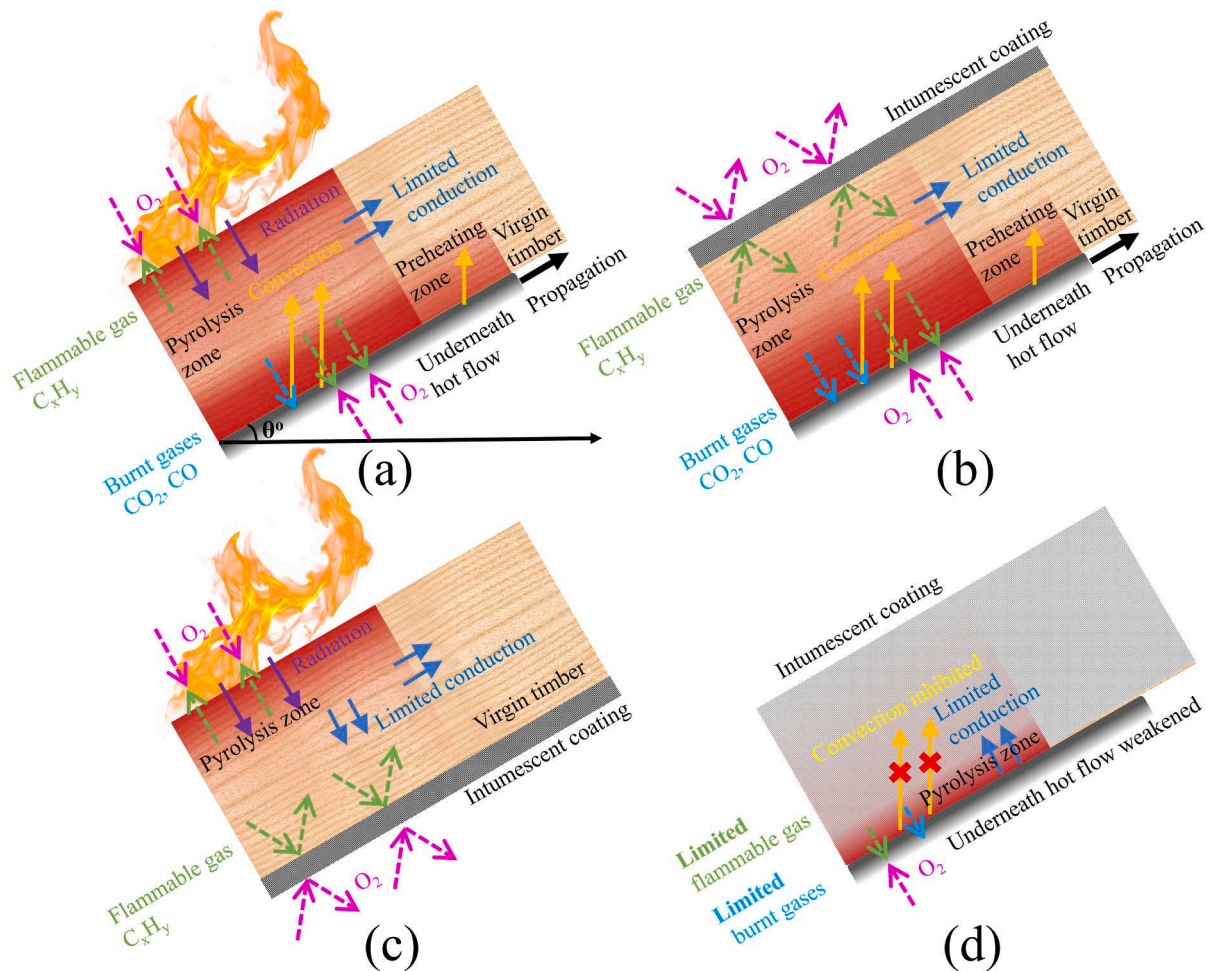 O₂
Radiation
Limited
conduction
Convection
Pyrolysis
zone
Preheating
zone
Virgin
timber
Propagation
Underneath
hot flow
Flammable gas
CₓHᵧ
O₂
θ°
Burnt gases
CO₂, CO
(a)
Intumescent coating
O₂
Limited
conduction
Convection
Pyrolysis
zone
Preheating
zone
Virgin
timber
Propagation
Underneath
hot flow
Flammable gas
CₓHᵧ
O₂
Burnt gases
CO₂, CO
(b)
O₂
Radiation
Pyrolysis zone
Limited conduction
Virgin timber
Intumescent coating
Flammable gas
CₓHᵧ
O₂
(c)
Intumescent coating
Convection inhibited
Limited
conduction
Pyrolysis zone
Underneath hot flow weakened
Limited
flammable gas
O₂
Limited
burnt gases
(d)